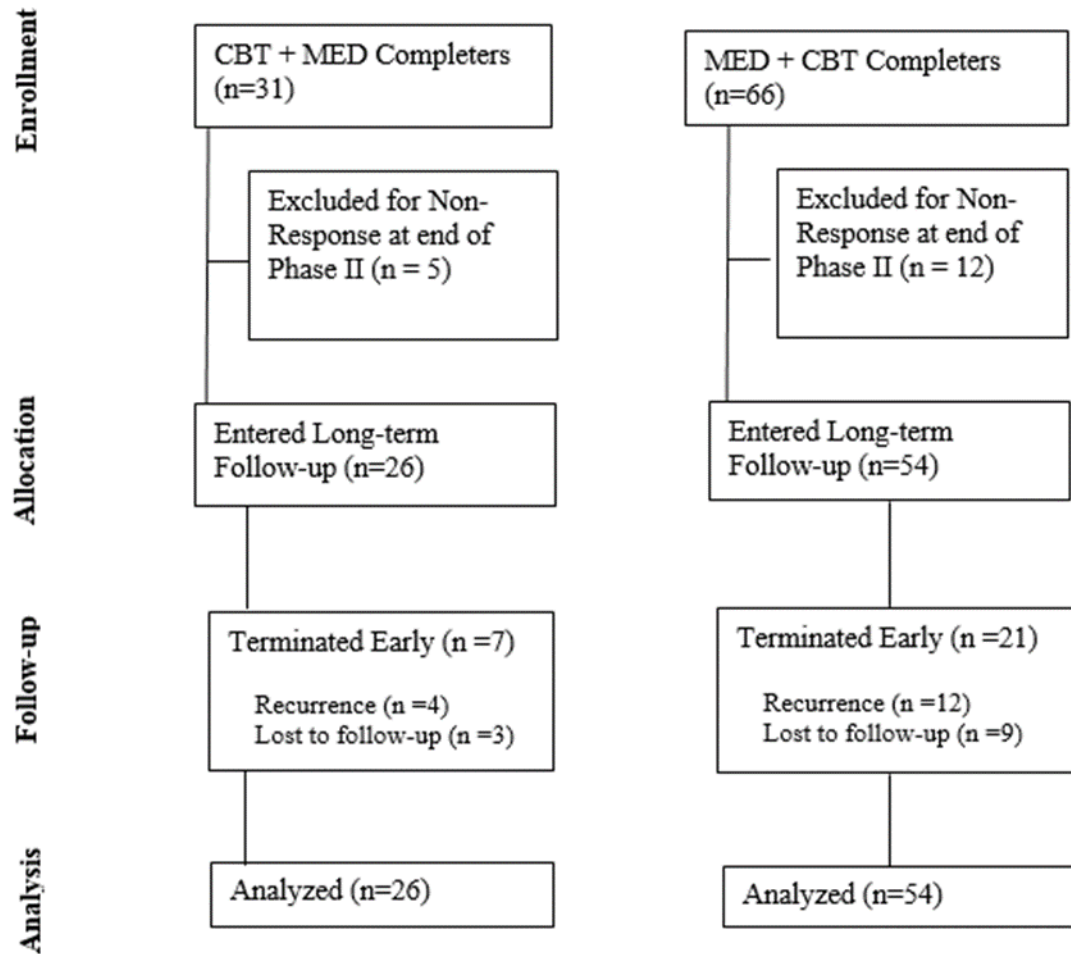 Enrollment
CBT + MED Completers
(n=31)
MED + CBT Completers
(n=66)
Excluded for Non-
Response at end of
Phase II (n = 5)
Excluded for Non-
Response at end of
Phase II (n = 12)
Allocation
Entered Long-term
Follow-up (n=26)
Entered Long-term
Follow-up (n=54)
Follow-up
Terminated Early (n =7)
Recurrence (n =4)
Lost to follow-up (n =3)
Terminated Early (n =21)
Recurrence (n =12)
Lost to follow-up (n =9)
Analysis
Analyzed (n=26)
Analyzed (n=54)